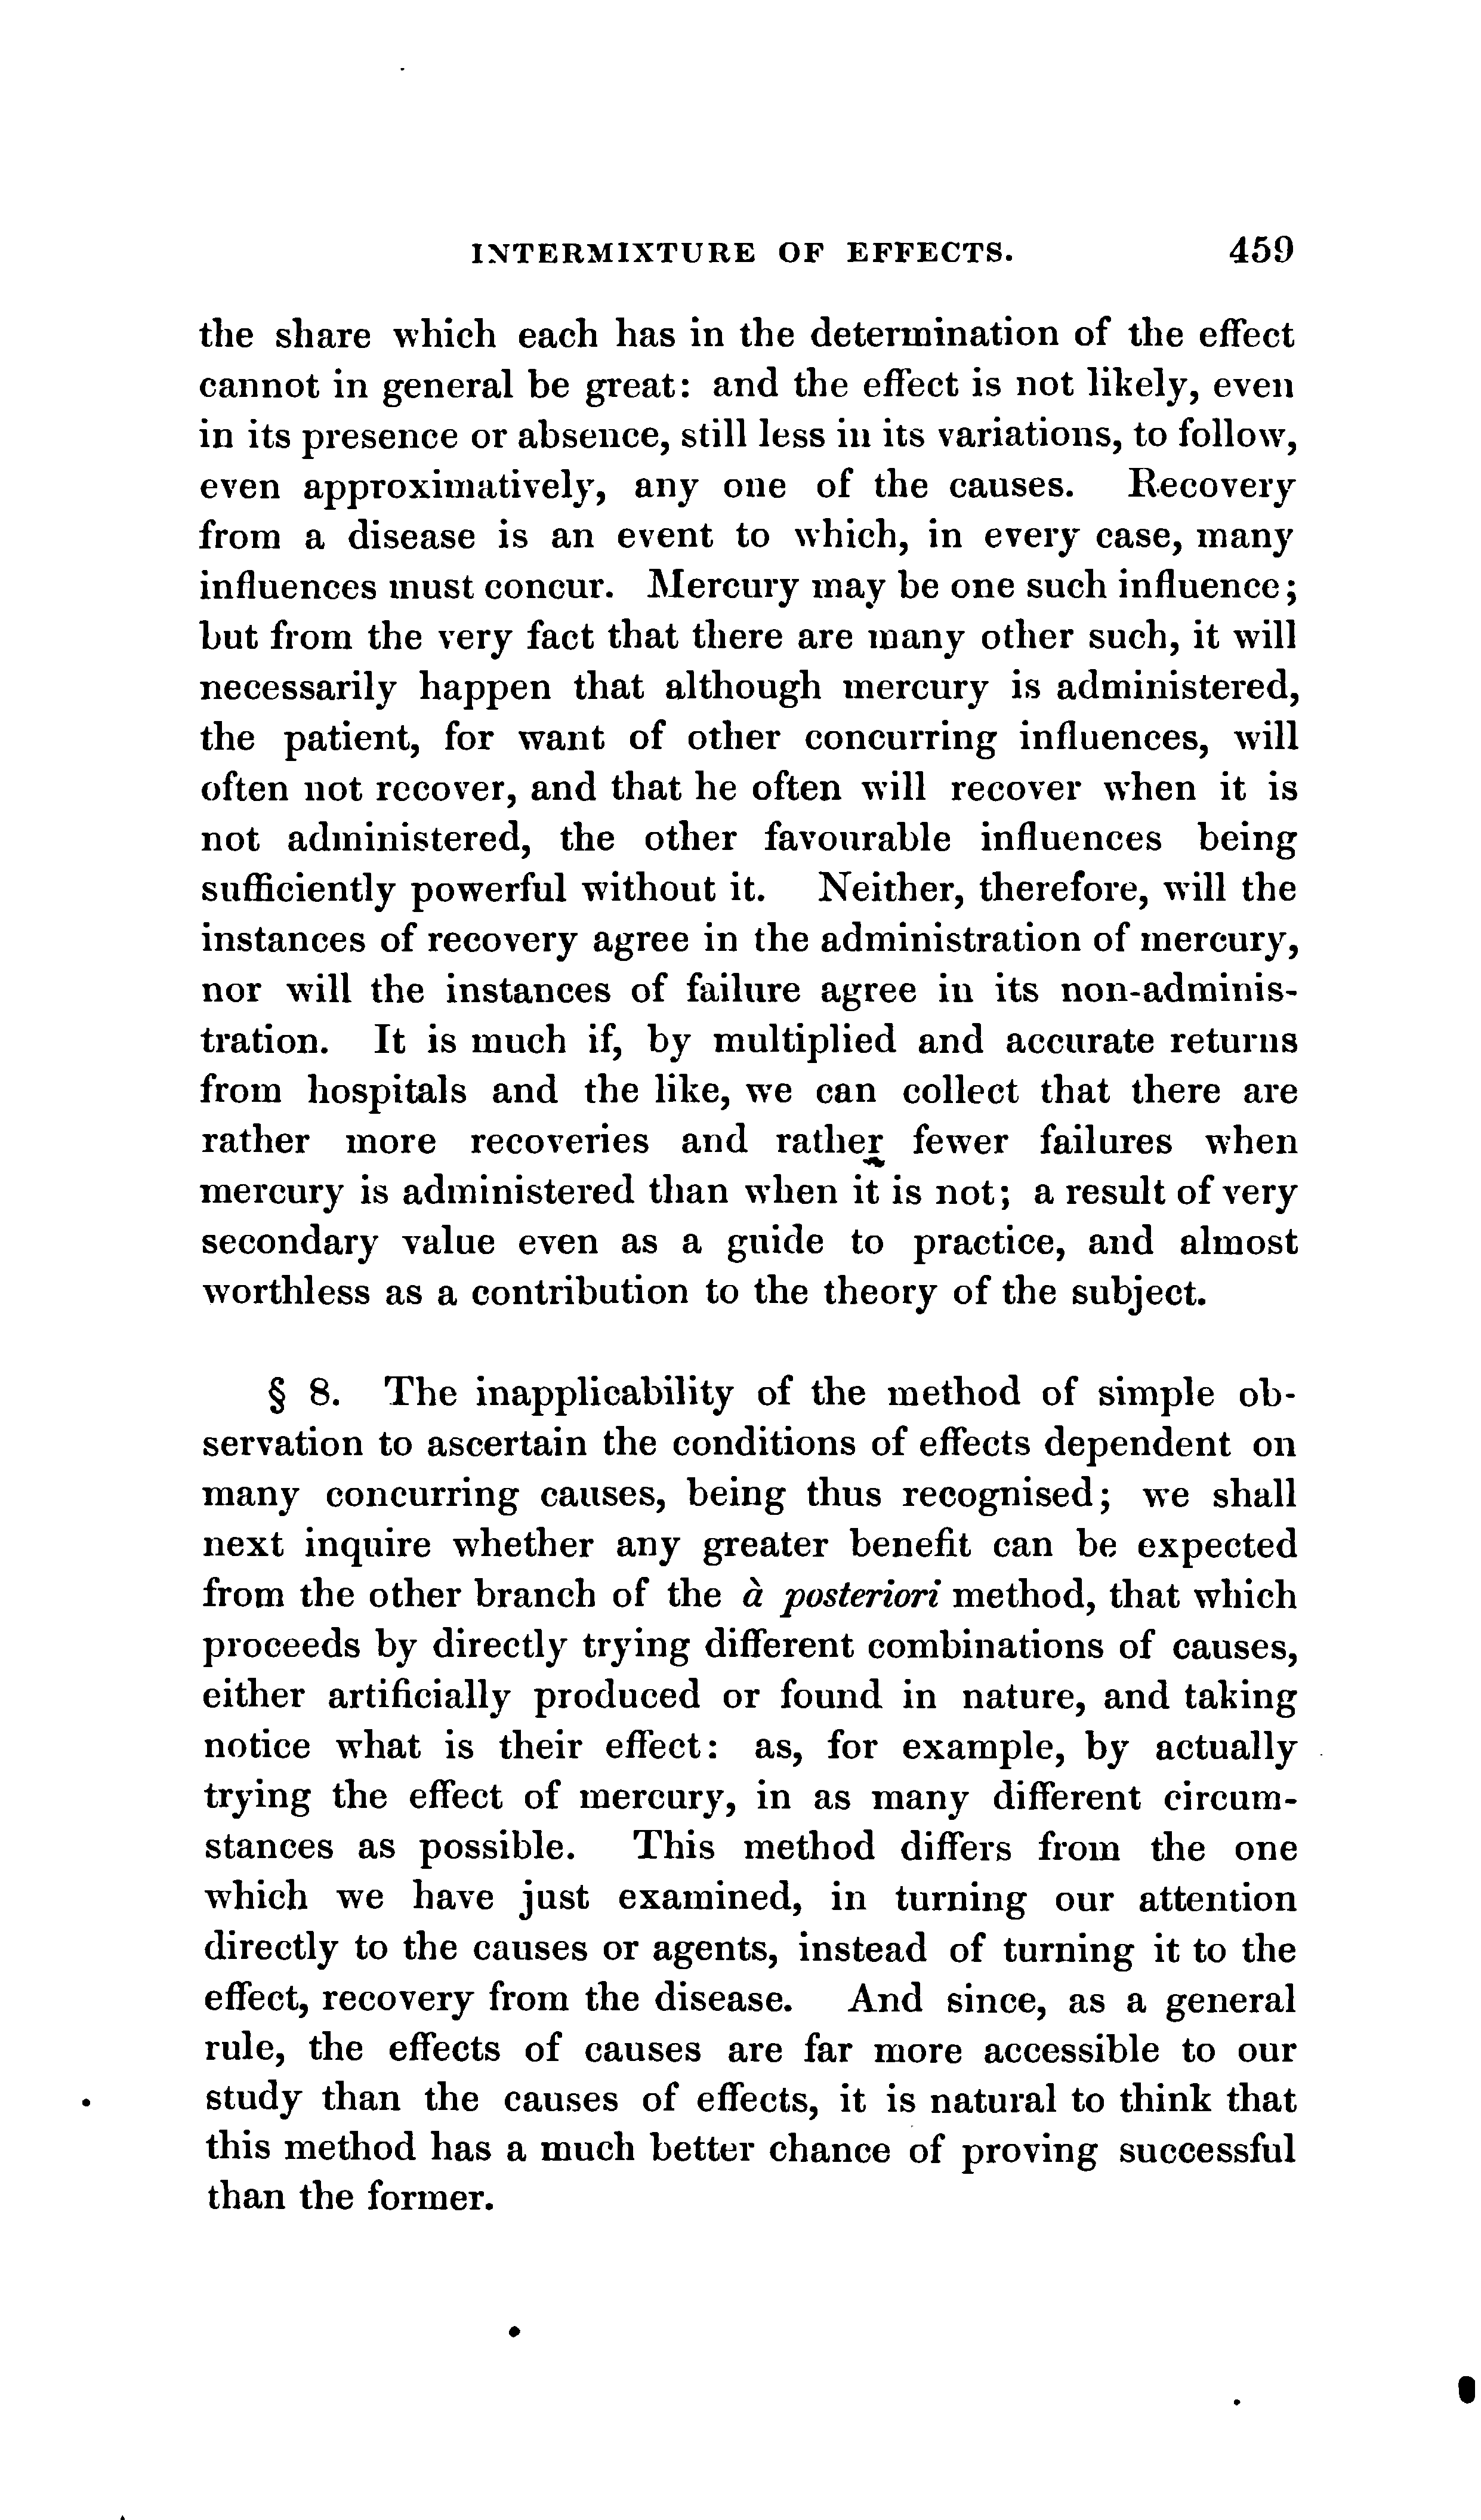 INTERMIXTURE OF EFFECTS. 459
the share which each has in the determination of the effect
cannot in general be great: and the effect is not likely, even
in its presence or absence, still less in its variations, to follow,
even approximatively, any one of the causes. Recovery
from a disease is an event to which, in every case, many
influences must concur. Mercury may be one such influence;
but from the very fact that there are many other such, it will
necessarily happen that although mercury is administered,
the patient, for want of other concurring influences, will
often not recover, and that he often will recover when it is
not administered, the other favourable influences being
sufficiently powerful without it. Neither, therefore, will the
instances of recovery agree in the administration of mercury,
nor will the instances of failure agree in its non-adminis-
tration. It is much if, by multiplied and accurate returns
from hospitals and the like, we can collect that there are
rather more recoveries and rather fewer failures when
mercury is administered than when it is not; a result of very
secondary value even as a guide to practice, and almost
worthless as a contribution to the theory of the subject.
§ 8. The inapplicability of the method of simple ob-
servation to ascertain the conditions of effects dependent on
many concurring causes, being thus recognised; we shall
next inquire whether any greater benefit can be expected
from the other branch of the à posteriori method, that which
proceeds by directly trying different combinations of causes,
either artificially produced or found in nature, and taking
notice what is their effect: as, for example, by actually
trying the effect of mercury, in as many different circum-
stances as possible. This method differs from the one
which we have just examined, in turning our attention
directly to the causes or agents, instead of turning it to the
effect, recovery from the disease. And since, as a general
rule, the effects of causes are far more accessible to our
study than the causes of effects, it is natural to think that
this method has a much better chance of proving successful
than the former.